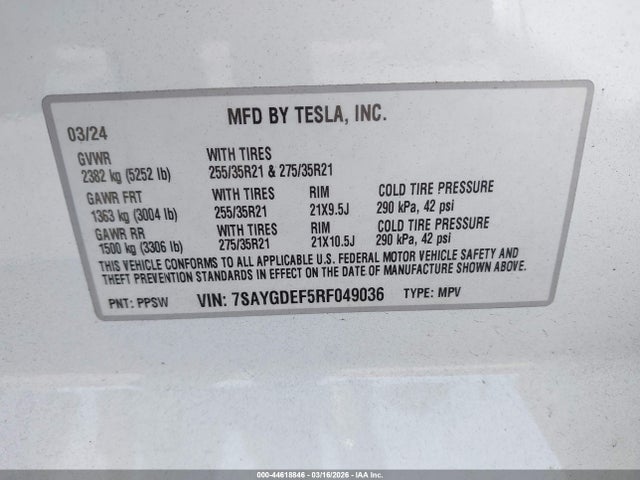 MFD BY TESLA, INC.
03/24
GVWR WITH TIRES
2382 kg (5252 lb) 255/35R21 & 275/35R21
GAWR FRT WITH TIRES RIM COLD TIRE PRESSURE
1363 kg (3004 lb) 255/35R21 21X9.5J 290 kPa, 42 psi
GAWR RR WITH TIRES RIM COLD TIRE PRESSURE
1500 kg (3306 lb) 275/35R21 21X10.5J 290 kPa, 42 psi
THIS VEHICLE CONFORMS TO ALL APPLICABLE U.S. FEDERAL MOTOR VEHICLE SAFETY AND
THEFT PREVENTION STANDARDS IN EFFECT ON THE DATE OF MANUFACTURE SHOWN ABOVE.
PNT: PPSW VIN: 7SAYGDEF5RF049036 TYPE: MPV
000-44618846 - 03/16/2026 - IAA Inc.